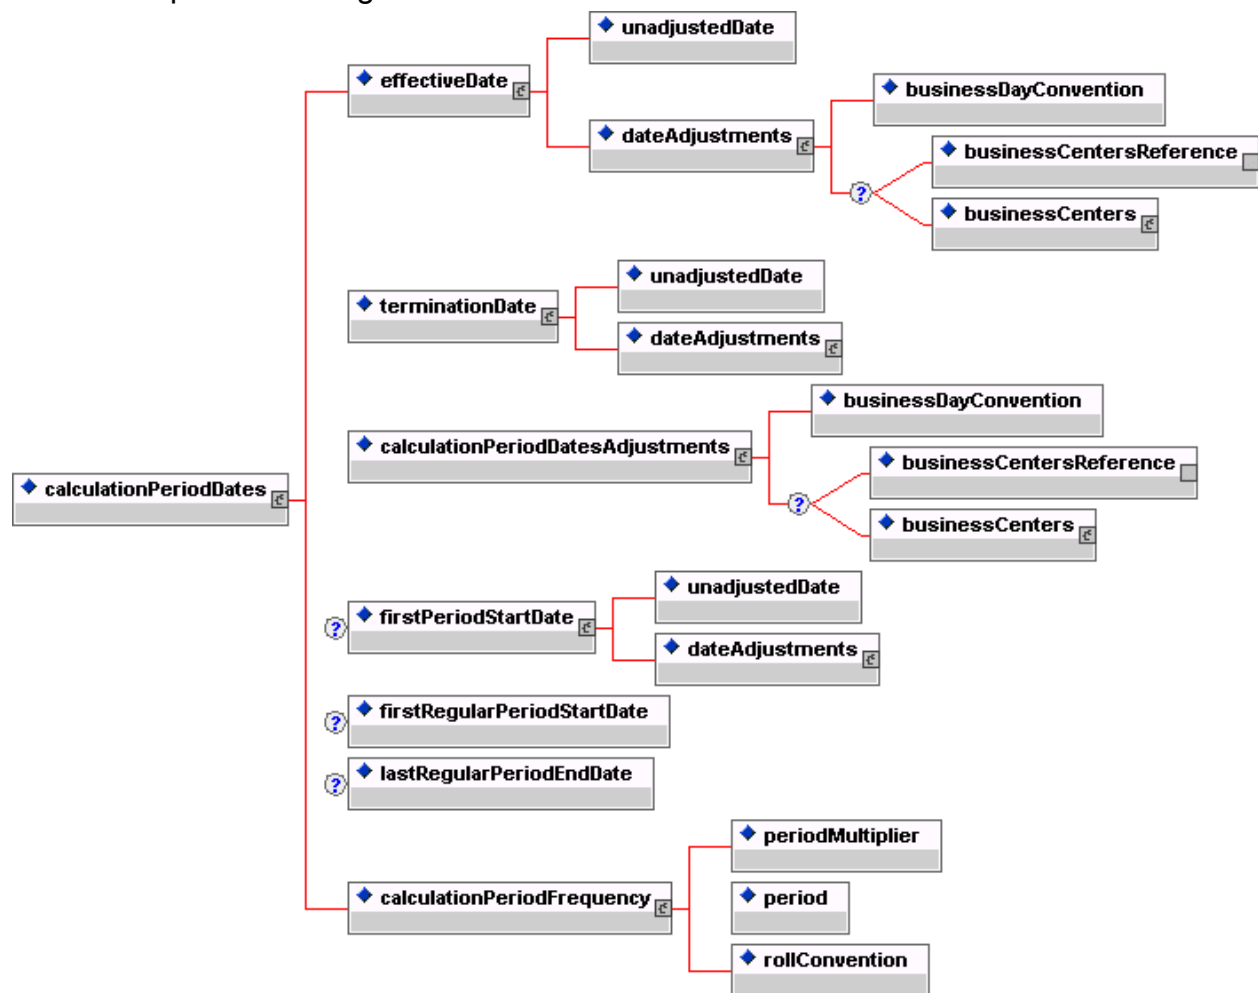 unadjustedDate
effectiveDate
businessDayConvention
dateAdjustments
businessCentersReference
?
businessCenters
unadjustedDate
terminationDate
dateAdjustments
businessDayConvention
calculationPeriodDatesAdjustments
businessCentersReference
calculationPeriodDates
?
businessCenters
unadjustedDate
? firstPeriodStartDate
dateAdjustments
? firstRegularPeriodStartDate
? lastRegularPeriodEndDate
periodMultiplier
calculationPeriodFrequency
period
rollConvention